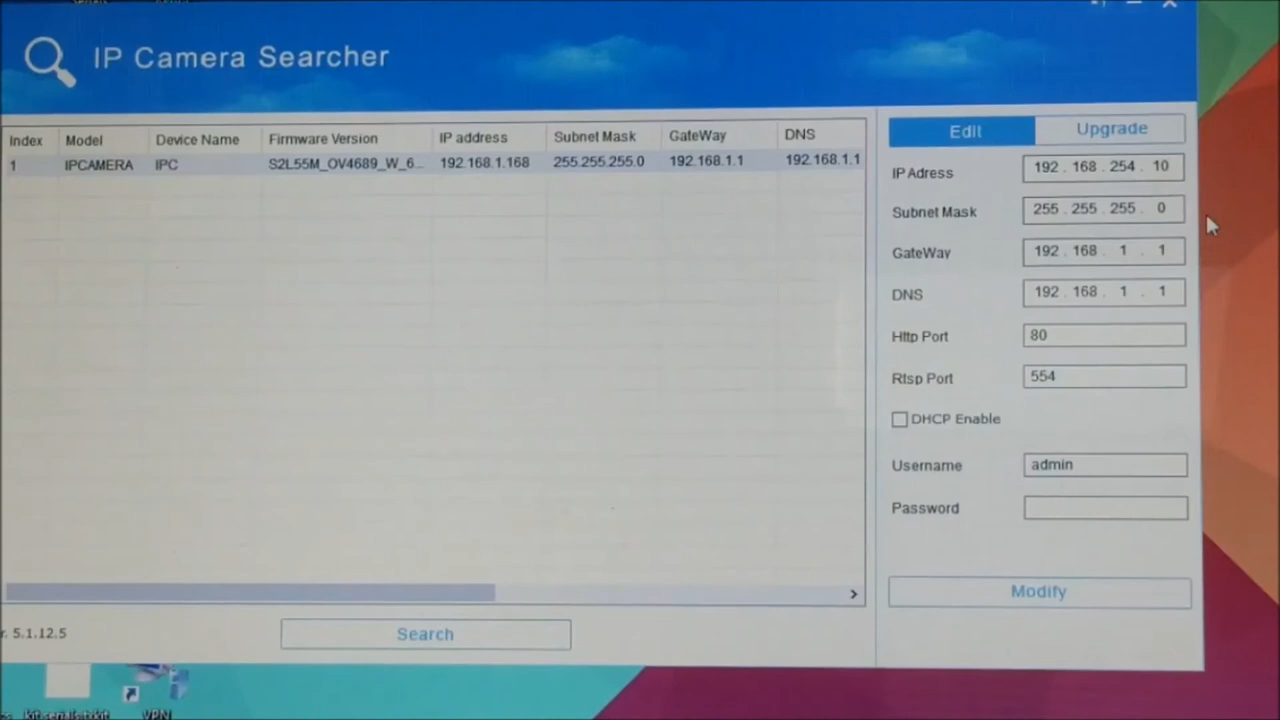 IP Camera Searcher
Index Model Device Name Firmware Version IP address Subnet Mask GateWay DNS
1 IPCAMERA IPC S2L55M_OV4689_W_6... 192.168.1.168 255.255.255.0 192.168.1.1 192.168.1.1
Edit Upgrade
IP Adress 192 . 168 . 254 . 10
Subnet Mask 255 . 255 . 255 . 0
GateWay 192 . 168 . 1 . 1
DNS 192 . 168 . 1 . 1
Http Port 80
Rtsp Port 554
DHCP Enable
Username admin
Password
Modify
r. 5.1.12.5
Search
VPN